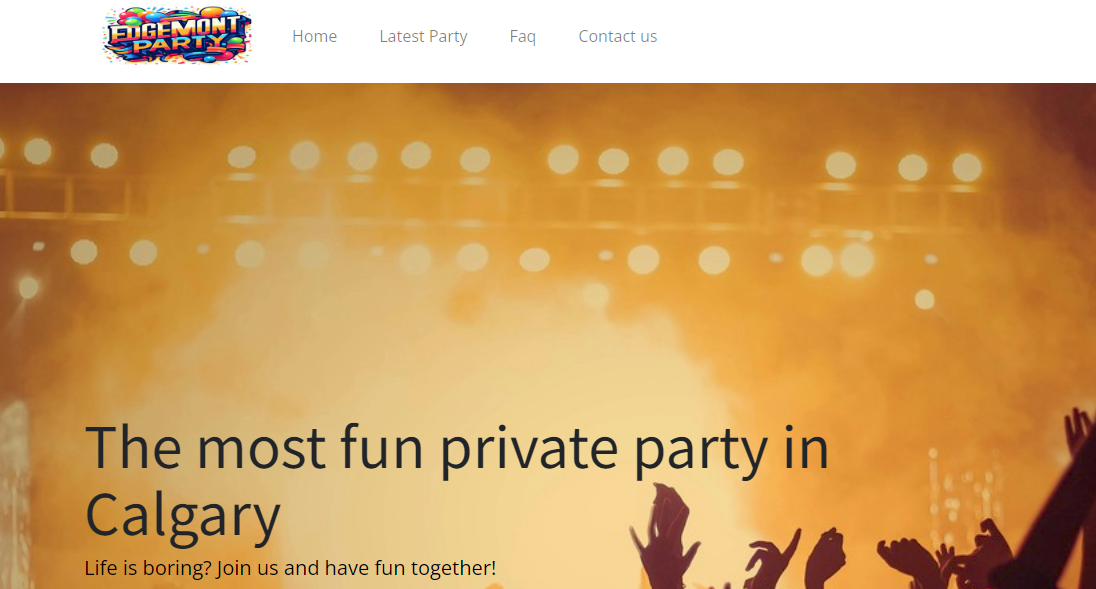 EDGEMONT
PARTY
Home Latest Party Faq Contact us
The most fun private party in
Calgary
Life is boring? Join us and have fun together!